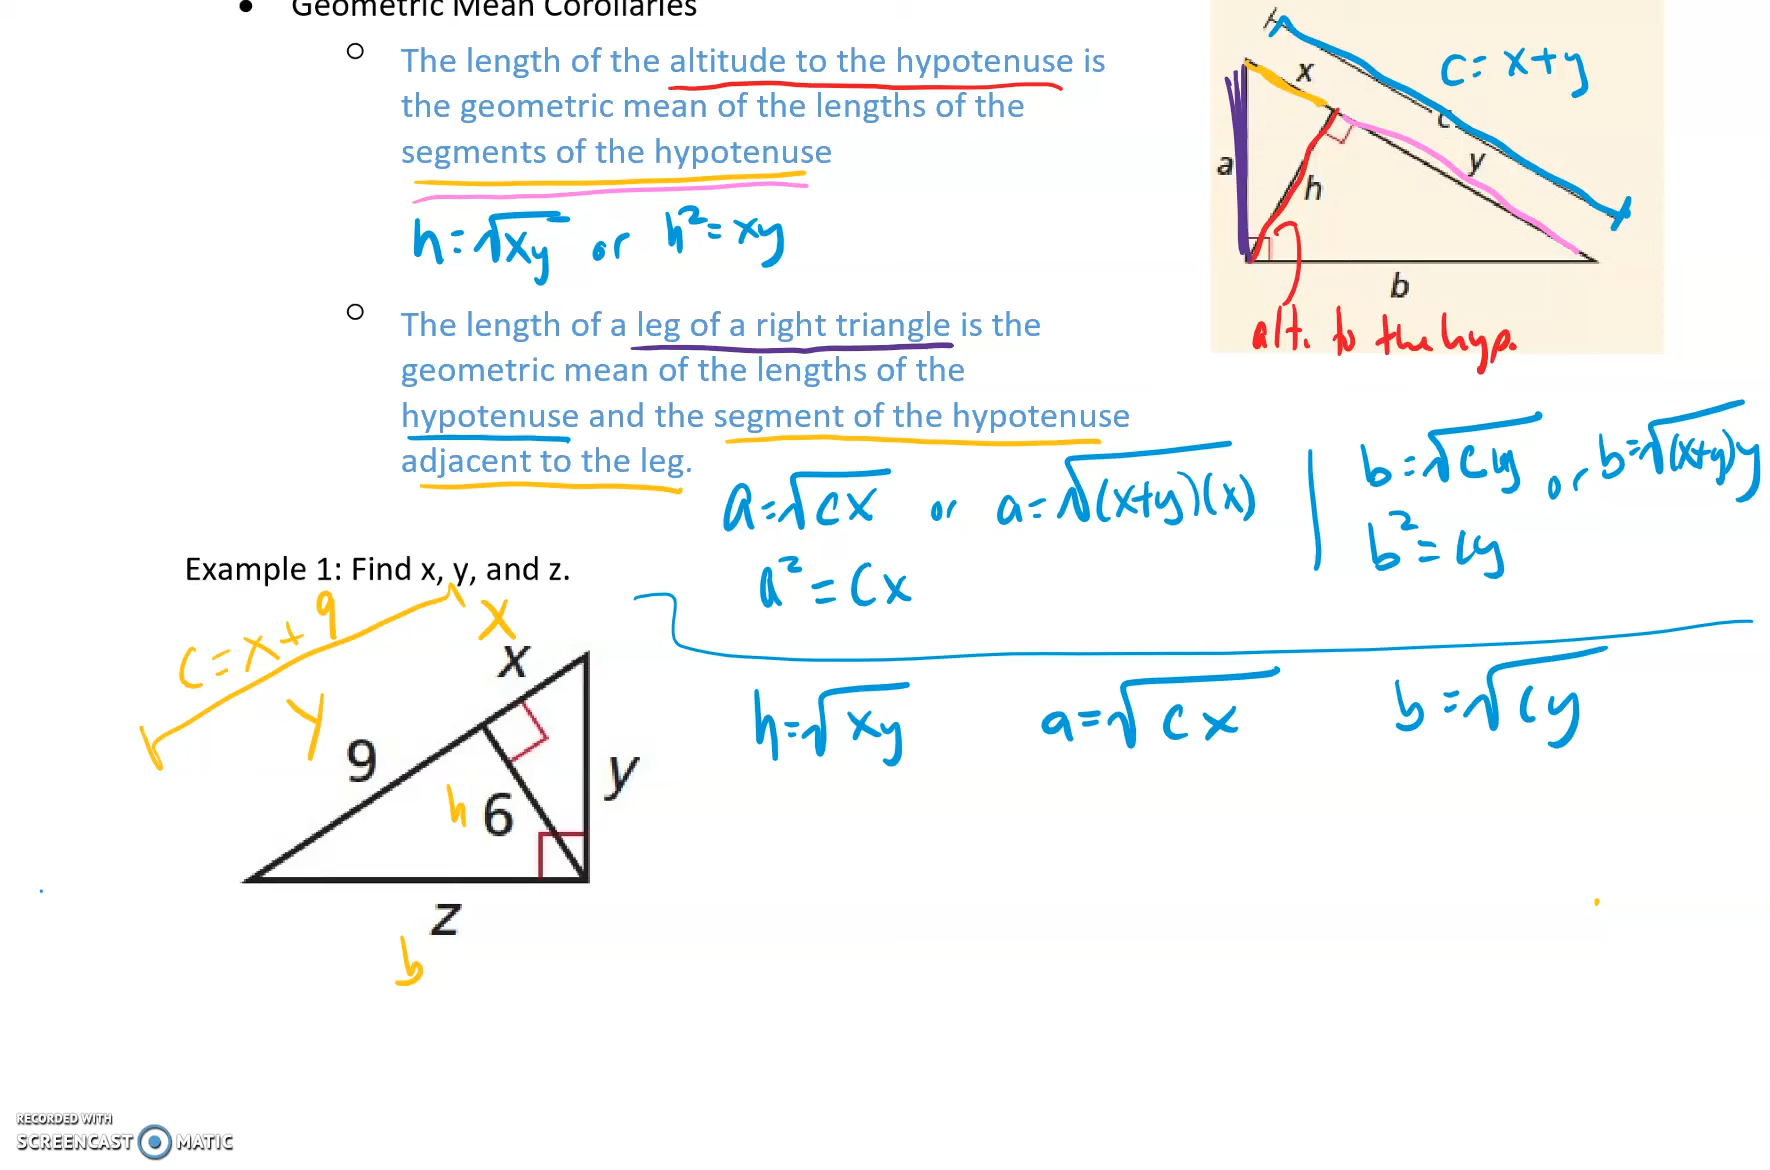 ● Geometric Mean Corollaries
○ The length of the altitude to the hypotenuse is
the geometric mean of the lengths of the
segments of the hypotenuse
h=√xy or h²=xy
x
c=x+y
c
a
y
h
b
alt. to the hyp.
○ The length of a leg of a right triangle is the
geometric mean of the lengths of the
hypotenuse and the segment of the hypotenuse
adjacent to the leg.
a=√cx or a=√(x+y)(x)
a²=cx
b=√cy or b=√(x+y)y
b²=cy
Example 1: Find x, y, and z.
c=x+9
x
x
y
9
h 6
y
z
b
h=√xy a=√cx b=√cy
RECORDED WITH
SCREENCAST MATIC